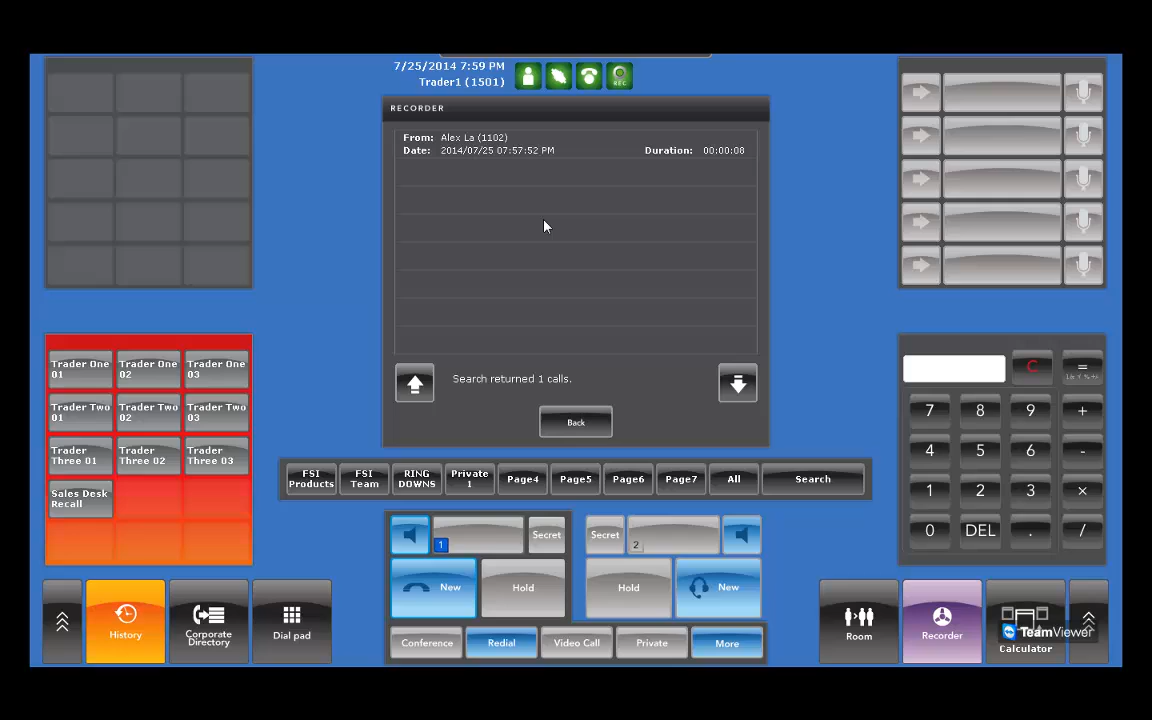 7/25/2014 7:59 PM
Trader1 (1501)
REC
RECORDER
From: Alex La (1102)
Date: 2014/07/25 07:57:52 PM Duration: 00:00:08
Search returned 1 calls.
Back
Trader One 01
Trader One 02
Trader One 03
Trader Two 01
Trader Two 02
Trader Two 03
Trader Three 01
Trader Three 02
Trader Three 03
Sales Desk Recall
FSI Products
FSI Team
RING DOWNS
Private 1
Page4
Page5
Page6
Page7
All
Search
1
Secret
Secret
2
New
Hold
Hold
New
Conference
Redial
Video Call
Private
More
C
=
7 8 9 +
4 5 6 -
1 2 3 ×
0 DEL . /
History
Corporate Directory
Dial pad
Room
Recorder
TeamViewer
Calculator